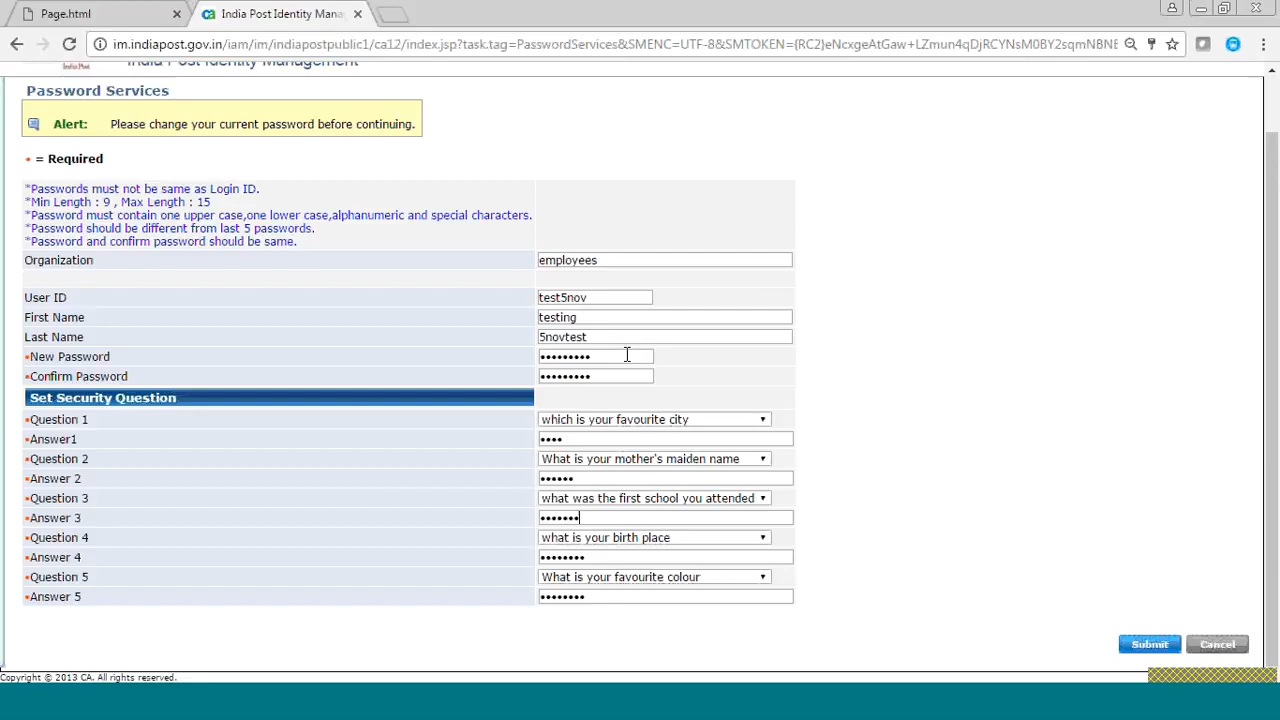 Page.html
India Post Identity Mana
im.indiapost.gov.in/iam/im/indiapostpublic1/ca12/index.jsp?task.tag=PasswordServices&SMENC=UTF-8&SMTOKEN={RC2}eNcxgeAtGaw+LZmun4qDjRCYNsM0BY2sqmNBNE
India Post India Post Identity Management
Password Services
Alert: Please change your current password before continuing.
= Required
*Passwords must not be same as Login ID.
*Min Length : 9 , Max Length : 15
*Password must contain one upper case,one lower case,alphanumeric and special characters.
*Password should be different from last 5 passwords.
*Password and confirm password should be same.
Organization employees
User ID test5nov
First Name testing
Last Name 5novtest
New Password •••••••••
Confirm Password •••••••••
Set Security Question
Question 1 which is your favourite city
Answer1 ••••
Question 2 What is your mother's maiden name
Answer 2 ••••••
Question 3 what was the first school you attended
Answer 3 •••••••
Question 4 what is your birth place
Answer 4 ••••••••
Question 5 What is your favourite colour
Answer 5 ••••••••
Submit Cancel
Copyright © 2013 CA. All rights reserved.